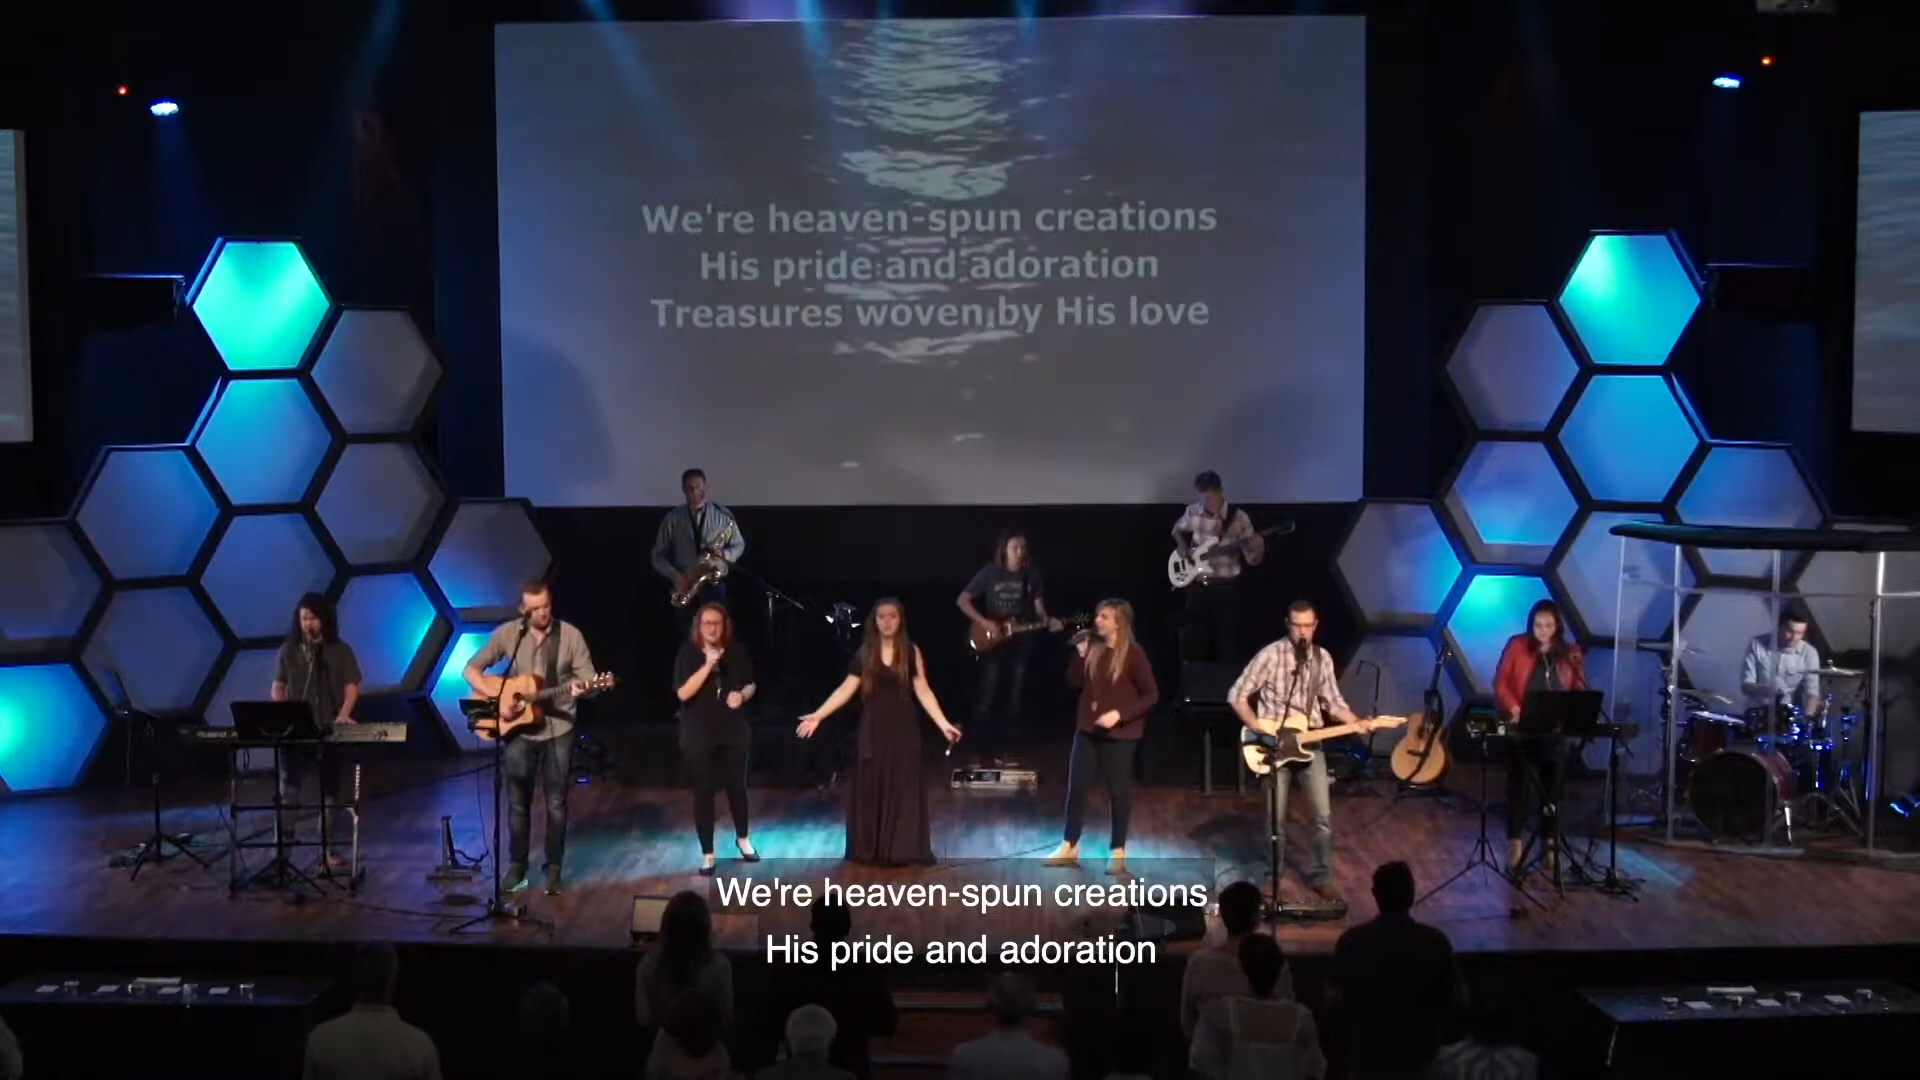 We're heaven-spun creations
His pride and adoration
Treasures woven by His love
Roland
We're heaven-spun creations
His pride and adoration